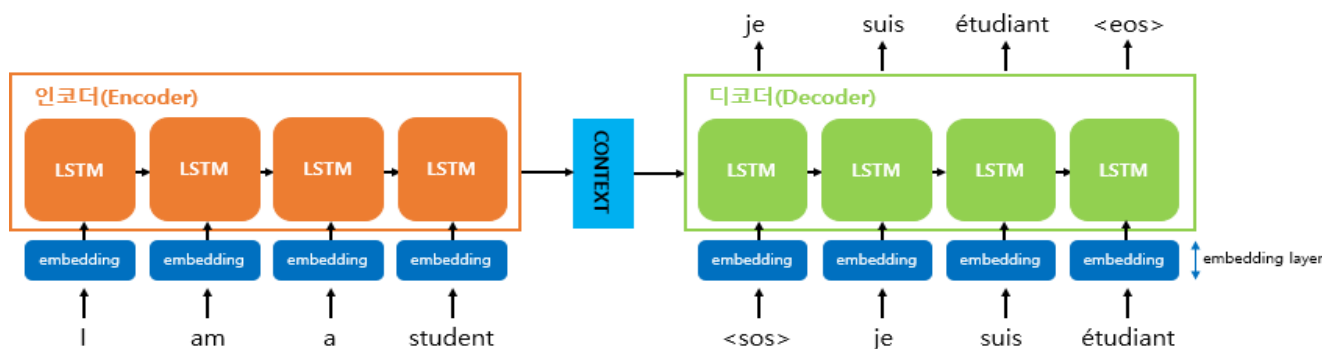 je suis étudiant <eos>
인코더(Encoder)
디코더(Decoder)
LSTM LSTM LSTM LSTM
CONTEXT
LSTM LSTM LSTM LSTM
embedding embedding embedding embedding
embedding embedding embedding embedding
embedding layer
I am a student
<sos> je suis étudiant